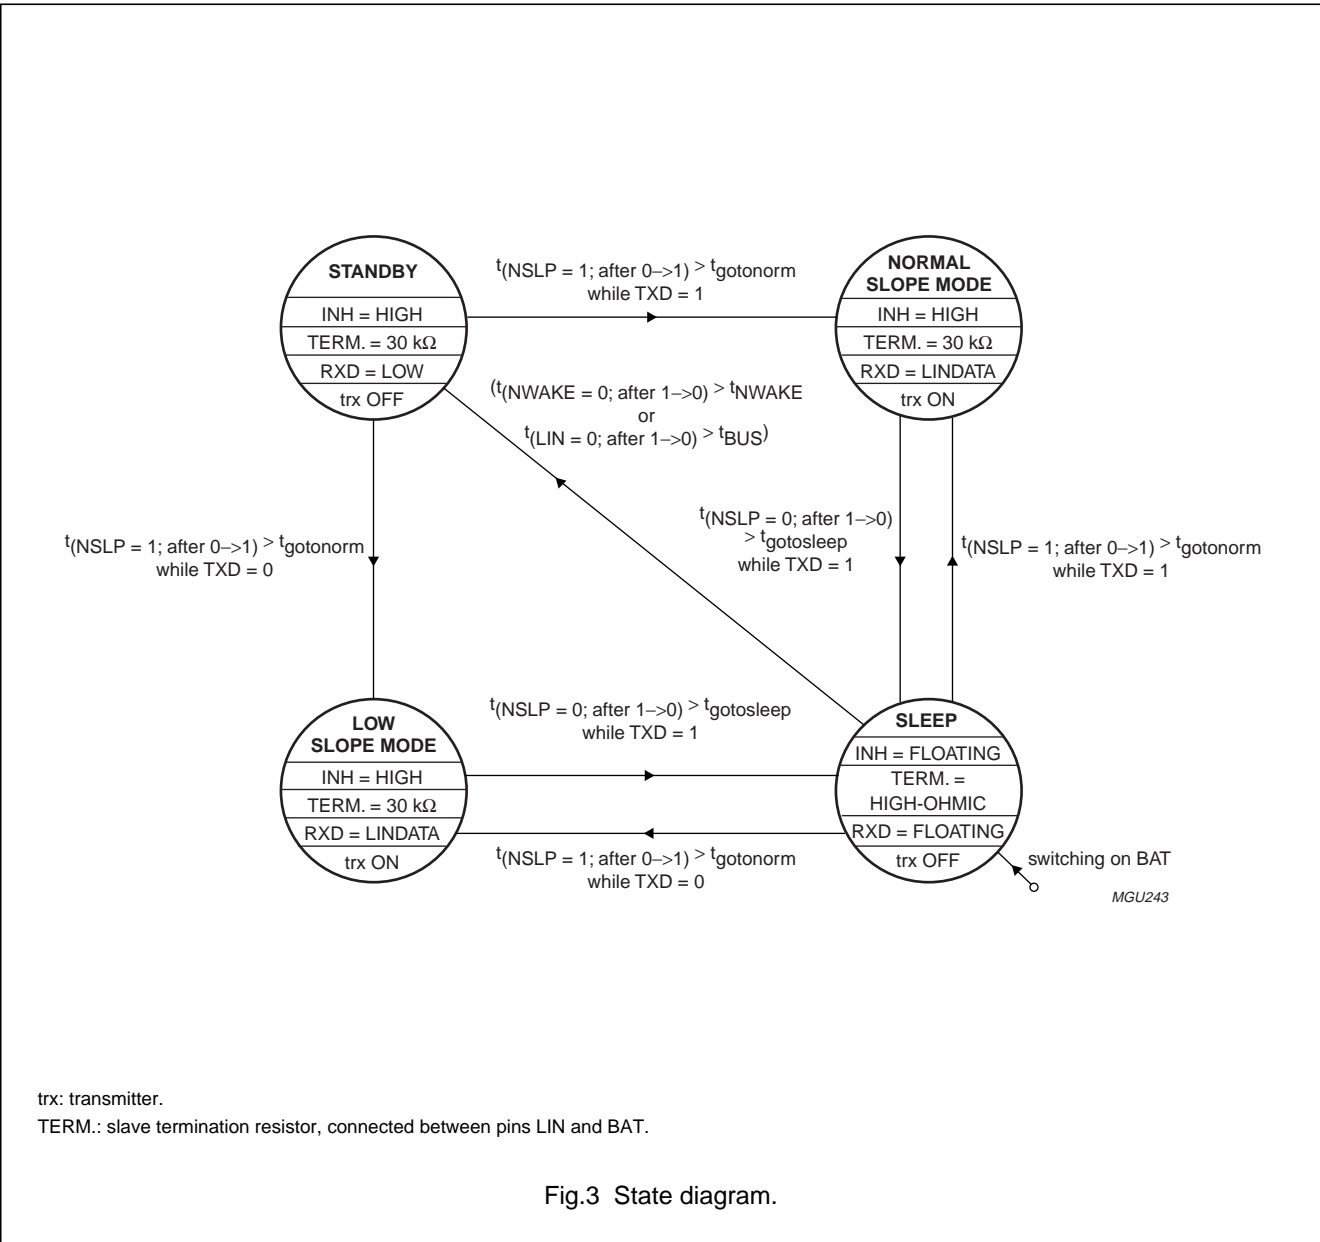 STANDBY
INH = HIGH
TERM. = 30 kΩ
RXD = LOW
trx OFF
t(NSLP = 1; after 0−>1) > tgotonorm
while TXD = 1
NORMAL
SLOPE MODE
INH = HIGH
TERM. = 30 kΩ
RXD = LINDATA
trx ON
(t(NWAKE = 0; after 1−>0) > tNWAKE
or
t(LIN = 0; after 1−>0) > tBUS)
t(NSLP = 1; after 0−>1) > tgotonorm
while TXD = 0
t(NSLP = 0; after 1−>0)
> tgotosleep
while TXD = 1
t(NSLP = 1; after 0−>1) > tgotonorm
while TXD = 1
LOW
SLOPE MODE
INH = HIGH
TERM. = 30 kΩ
RXD = LINDATA
trx ON
t(NSLP = 0; after 1−>0) > tgotosleep
while TXD = 1
t(NSLP = 1; after 0−>1) > tgotonorm
while TXD = 0
SLEEP
INH = FLOATING
TERM. =
HIGH-OHMIC
RXD = FLOATING
trx OFF
switching on BAT
MGU243
trx: transmitter.
TERM.: slave termination resistor, connected between pins LIN and BAT.
Fig.3 State diagram.